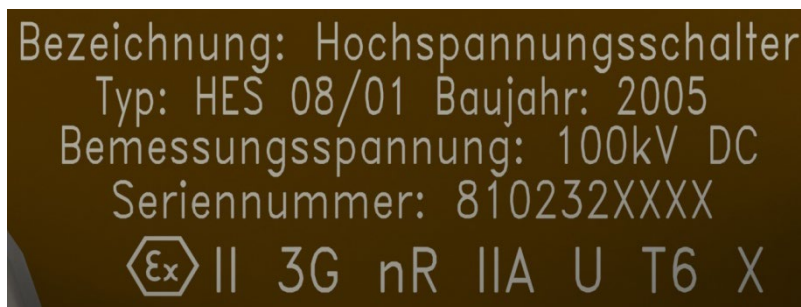 Bezeichnung: Hochspannungsschalter
Typ: HES 08/01 Baujahr: 2005
Bemessungsspannung: 100kV DC
Seriennummer: 810232XXXX
Ex II 3G nR IIA U T6 X